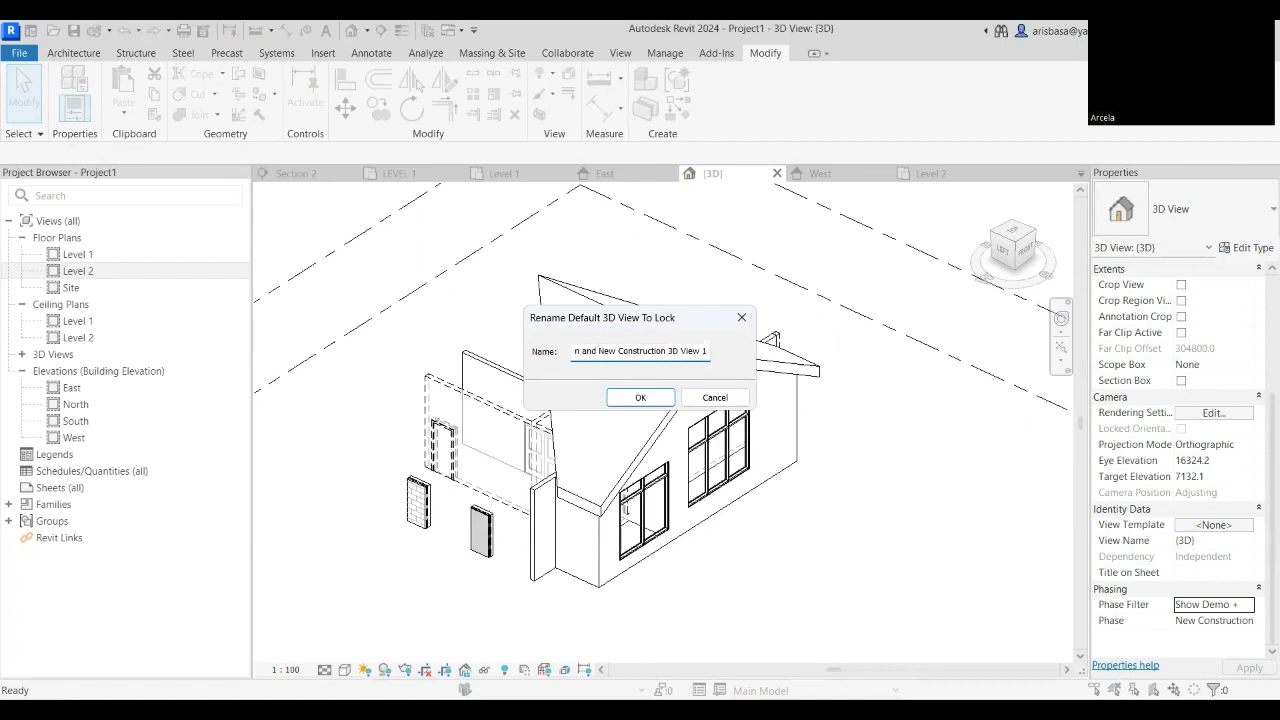 Autodesk Revit 2024 - Project1 - 3D View: {3D}
arisbasa@ya
File Architecture Structure Steel Precast Systems Insert Annotate Analyze Massing & Site Collaborate View Manage Add-Ins Modify
Modify
Paste
Cope
Cut
Join
Activate
Select Properties Clipboard Geometry Controls Modify View Measure Create
Arcela
Project Browser - Project1
Search
Views (all)
Floor Plans
Level 1
Level 2
Site
Ceiling Plans
Level 1
Level 2
3D Views
Elevations (Building Elevation)
East
North
South
West
Legends
Schedules/Quantities (all)
Sheets (all)
Families
Groups
Revit Links
Section 2 LEVEL 1 Level 1 East {3D} West Level 2
TOP
LEFT
FRONT
Rename Default 3D View To Lock
Name: n and New Construction 3D View 1
OK Cancel
Properties
3D View
3D View: {3D} Edit Type
Extents
Crop View
Crop Region Vi...
Annotation Crop
Far Clip Active
Far Clip Offset 304800.0
Scope Box None
Section Box
Camera
Rendering Setti... Edit...
Locked Orienta...
Projection Mode Orthographic
Eye Elevation 16324.2
Target Elevation 7132.1
Camera Position Adjusting
Identity Data
View Template <None>
View Name {3D}
Dependency Independent
Title on Sheet
Phasing
Phase Filter Show Demo +
Phase New Construction
Properties help Apply
1 : 100
Ready
:0
Main Model
:0